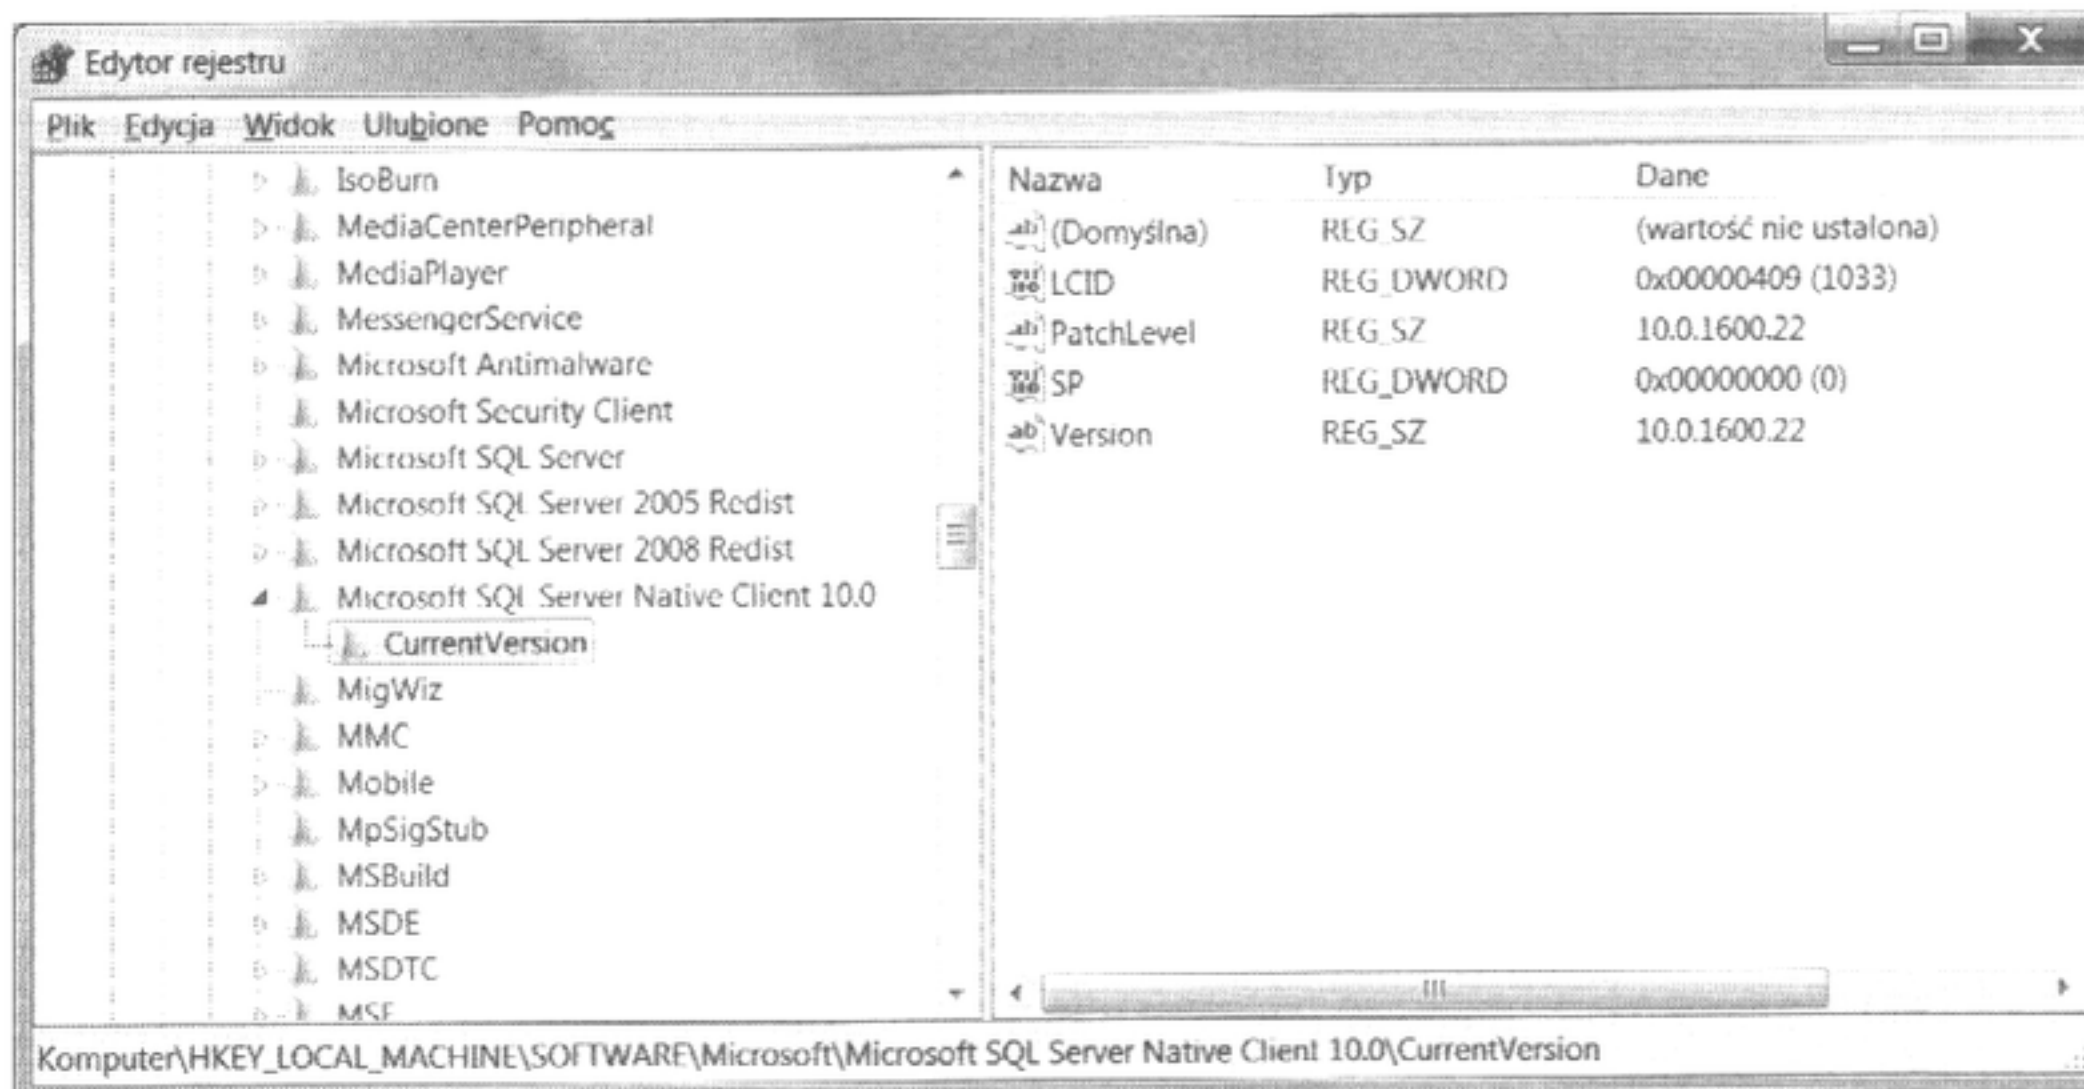 Edytor rejestru
Plik Edycja Widok Ulubione Pomoc
IsoBurn
MediaCenterPeripheral
MediaPlayer
MessengerService
Microsoft Antimalware
Microsoft Security Client
Microsoft SQL Server
Microsoft SQL Server 2005 Redist
Microsoft SQL Server 2008 Redist
Microsoft SQL Server Native Client 10.0
CurrentVersion
MigWiz
MMC
Mobile
MpSigStub
MSBuild
MSDE
MSDTC
MSF
Nazwa Typ Dane
(Domyślna) REG_SZ (wartość nie ustalona)
LCID REG_DWORD 0x00000409 (1033)
PatchLevel REG_SZ 10.0.1600.22
SP REG_DWORD 0x00000000 (0)
Version REG_SZ 10.0.1600.22
Komputer\HKEY_LOCAL_MACHINE\SOFTWARE\Microsoft\Microsoft SQL Server Native Client 10.0\CurrentVersion